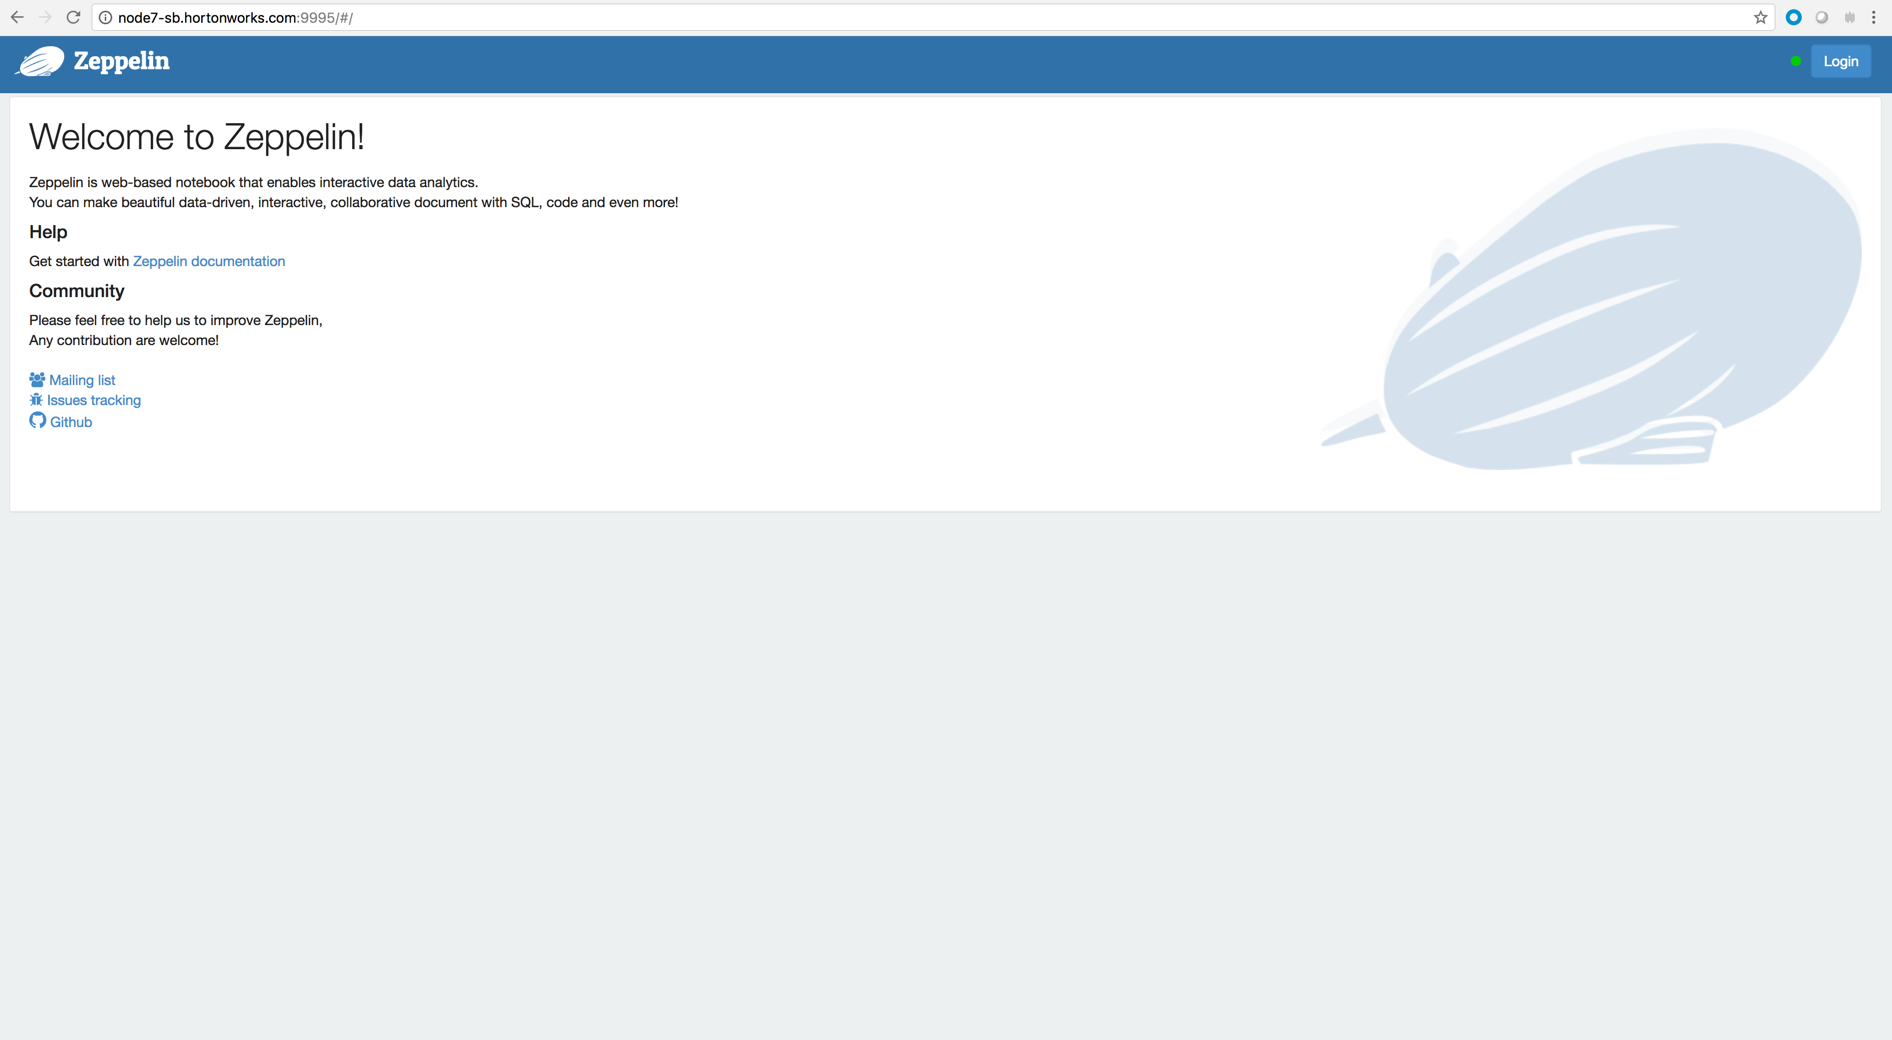 node7-sb.hortonworks.com:9995/#/
Zeppelin
Login
Welcome to Zeppelin!
Zeppelin is web-based notebook that enables interactive data analytics.
You can make beautiful data-driven, interactive, collaborative document with SQL, code and even more!
Help
Get started with Zeppelin documentation
Community
Please feel free to help us to improve Zeppelin,
Any contribution are welcome!
Mailing list
Issues tracking
Github